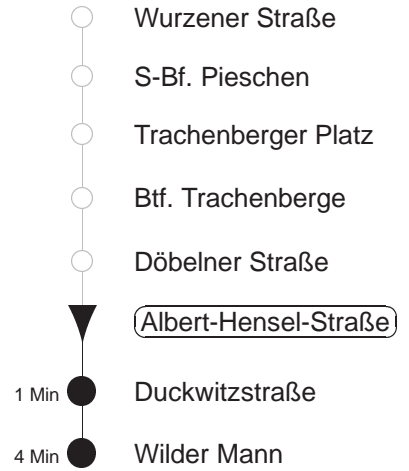 Wurzener Straße
S-Bf. Pieschen
Trachenberger Platz
Btf. Trachenberge
Döbelner Straße
Albert-Hensel-Straße
1 Min Duckwitzstraße
4 Min Wilder Mann